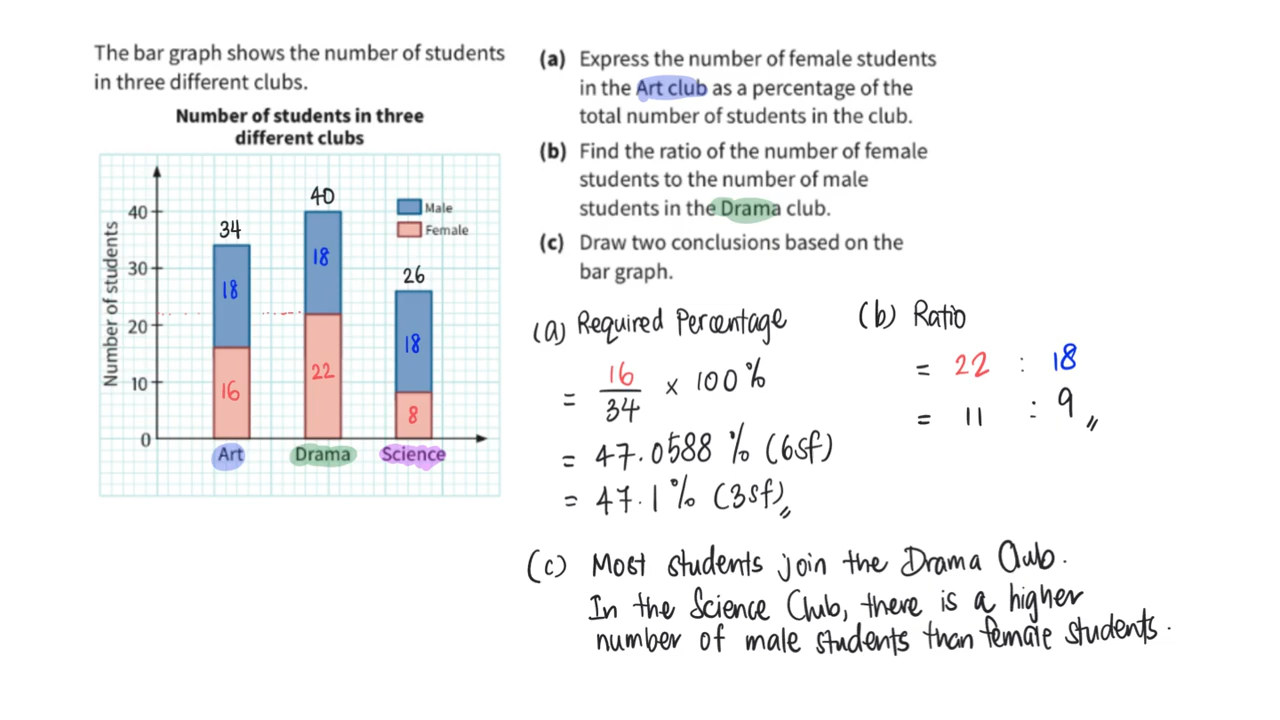 The bar graph shows the number of students
in three different clubs.
Number of students in three
different clubs
Number of students
40
30
20
10
0
34
40
26
18
18
18
16
22
8
Male
Female
Art
Drama
Science
(a) Express the number of female students
in the Art club as a percentage of the
total number of students in the club.
(b) Find the ratio of the number of female
students to the number of male
students in the Drama club.
(c) Draw two conclusions based on the
bar graph.
(a) Required Percentage
= 16/34 × 100%
= 47.0588 % (6sf)
= 47.1% (3sf)
(b) Ratio
= 22 : 18
= 11 : 9
(c) Most students join the Drama Club.
In the Science Club, there is a higher
number of male students than female students.